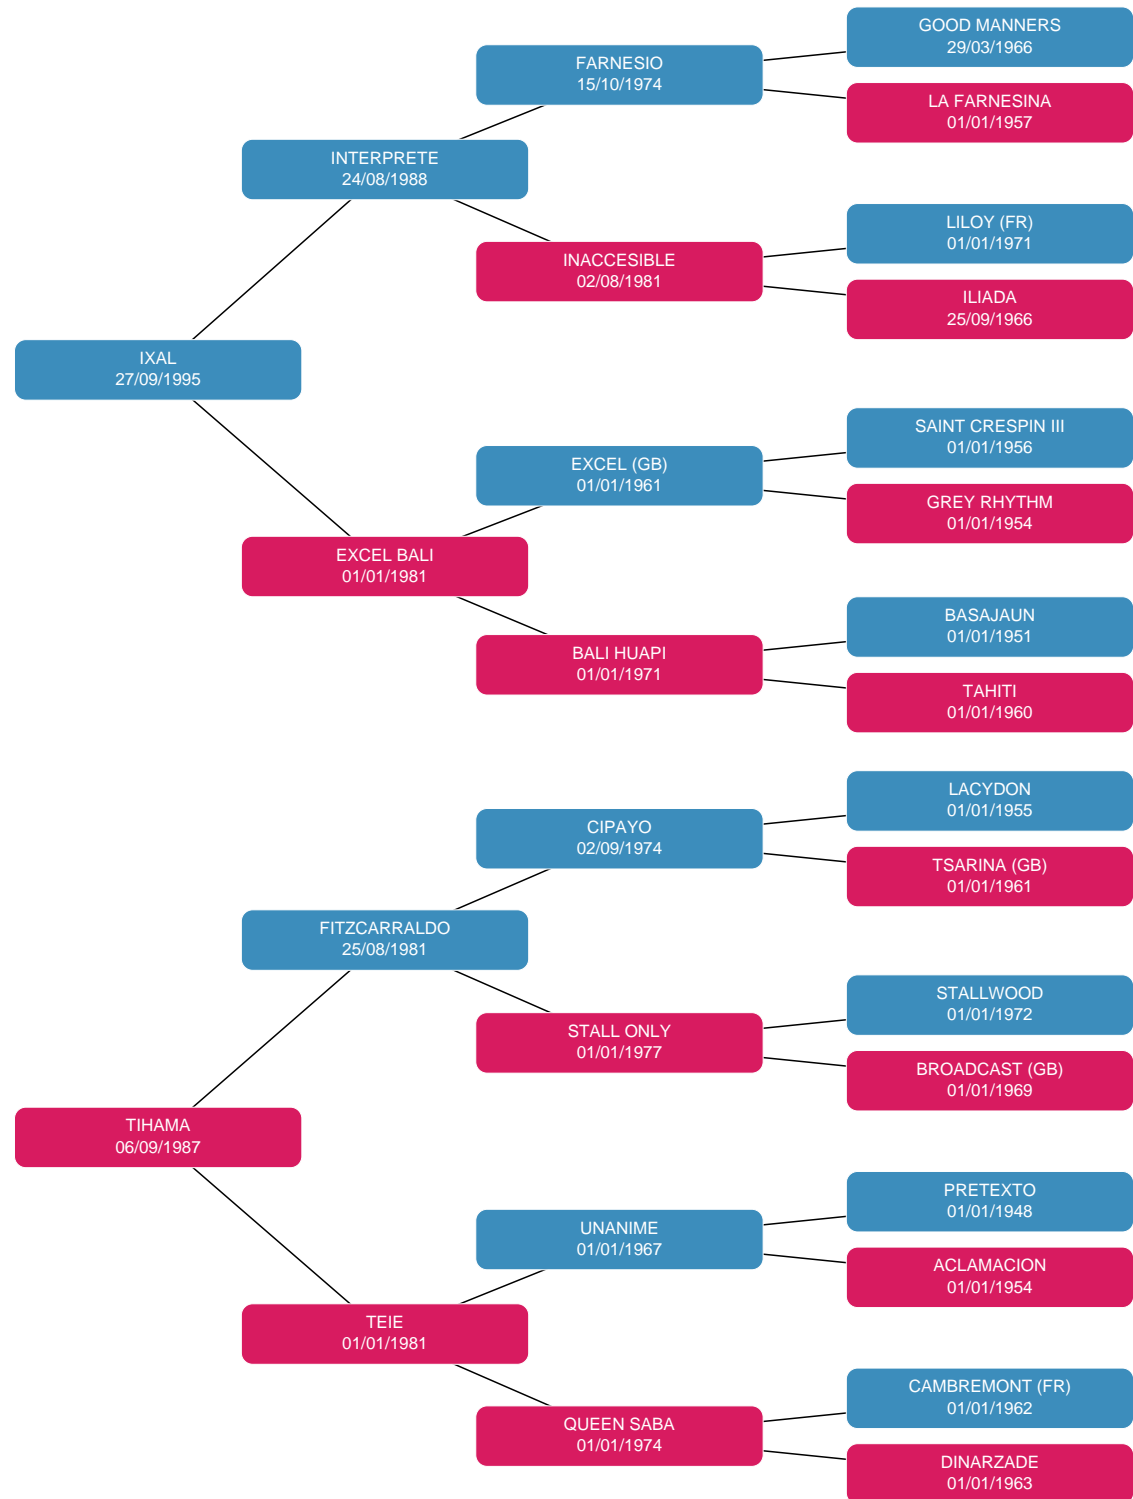 GOOD MANNERS
29/03/1966
FARNESIO
15/10/1974
LA FARNESINA
01/01/1957
INTERPRETE
24/08/1988
LILOY (FR)
01/01/1971
INACCESIBLE
02/08/1981
ILIADA
25/09/1966
IXAL
27/09/1995
SAINT CRESPIN III
01/01/1956
EXCEL (GB)
01/01/1961
GREY RHYTHM
01/01/1954
EXCEL BALI
01/01/1981
BASAJAUN
01/01/1951
BALI HUAPI
01/01/1971
TAHITI
01/01/1960
LACYDON
01/01/1955
CIPAYO
02/09/1974
TSARINA (GB)
01/01/1961
FITZCARRALDO
25/08/1981
STALLWOOD
01/01/1972
STALL ONLY
01/01/1977
BROADCAST (GB)
01/01/1969
TIHAMA
06/09/1987
PRETEXTO
01/01/1948
UNANIME
01/01/1967
ACLAMACION
01/01/1954
TEIE
01/01/1981
CAMBREMONT (FR)
01/01/1962
QUEEN SABA
01/01/1974
DINARZADE
01/01/1963